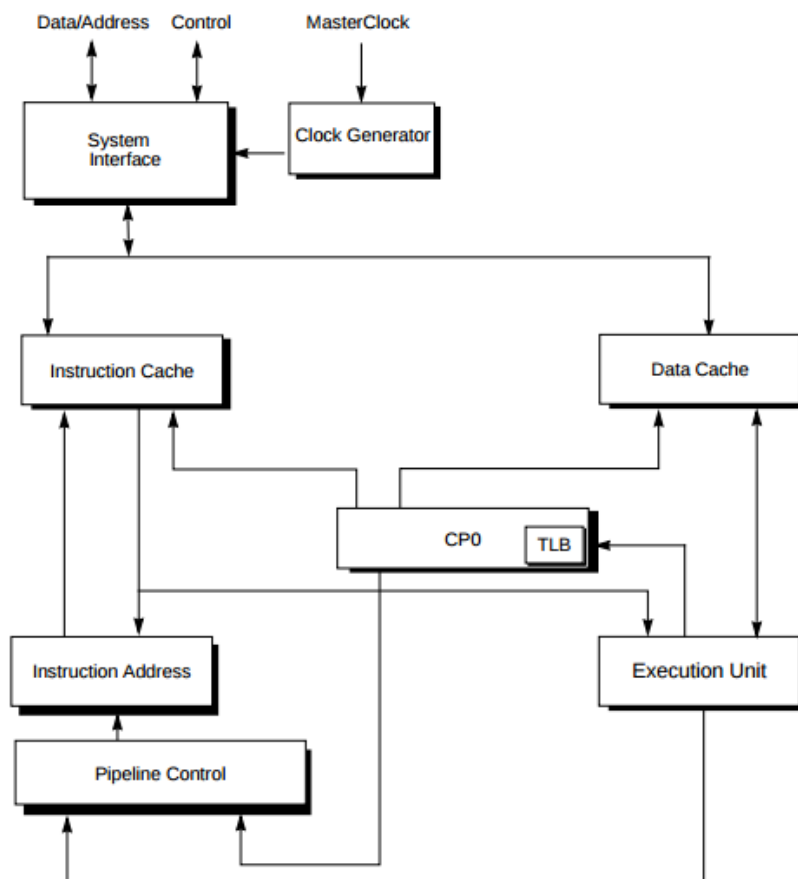 Data/Address Control MasterClock
System
Interface
Clock Generator
Instruction Cache
Data Cache
CP0
TLB
Instruction Address
Execution Unit
Pipeline Control